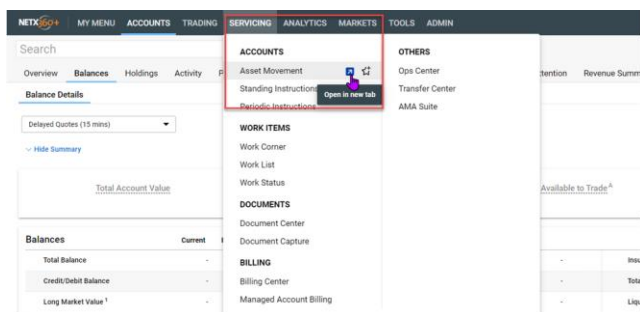 NETX360+ MY MENU ACCOUNTS TRADING SERVICING ANALYTICS MARKETS TOOLS ADMIN
Search
Overview Balances Holdings Activity
Balance Details
Delayed Quotes (15 mins)
Hide Summary
Total Account Value
ACCOUNTS
Asset Movement
Open in new tab
Standing Instructions
Periodic Instructions
WORK ITEMS
Work Corner
Work List
Work Status
DOCUMENTS
Document Center
Document Capture
BILLING
Billing Center
Managed Account Billing
OTHERS
Ops Center
Transfer Center
AMA Suite
Revenue Summ
Available to Trade A
Balances Current
Total Balance - -
Credit/Debit Balance - -
Long Market Value 1 - -